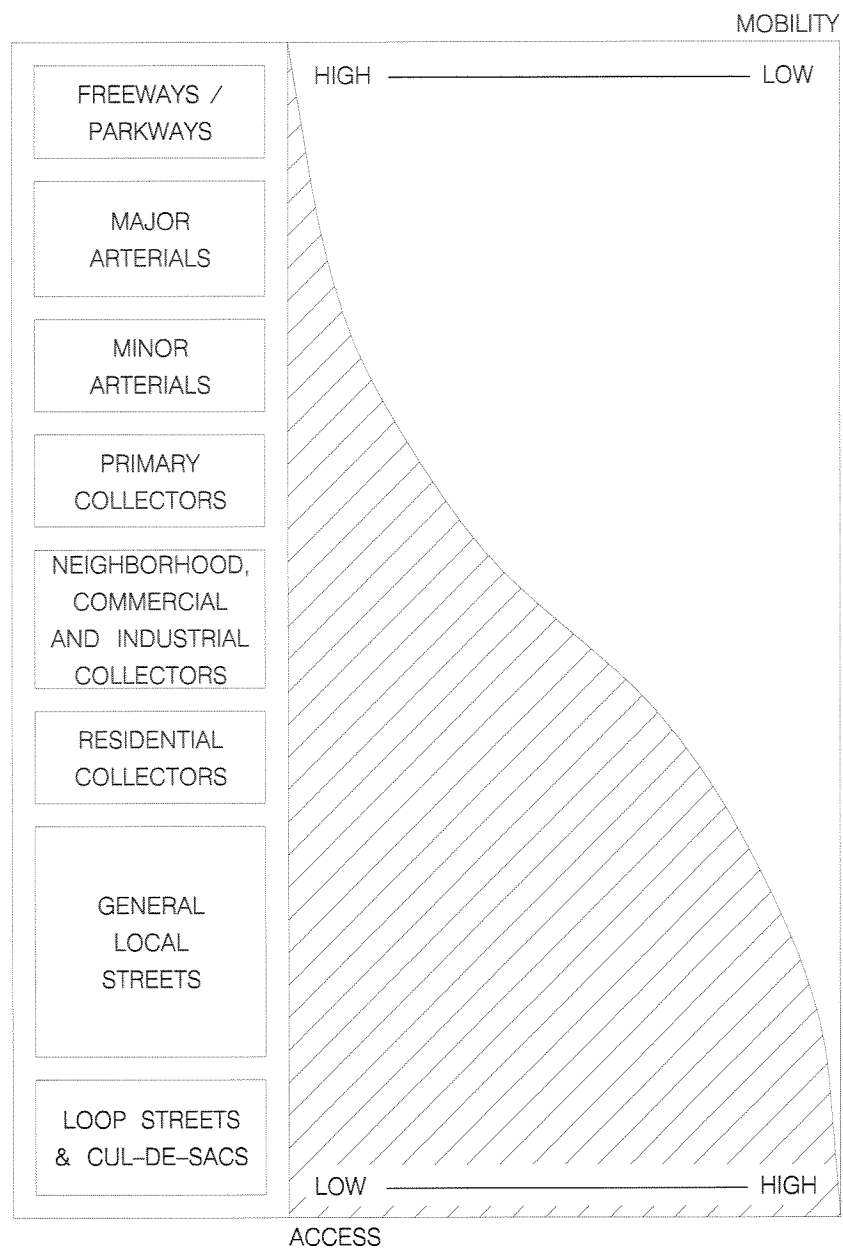 MOBILITY
HIGH LOW
FREEWAYS /
PARKWAYS
MAJOR
ARTERIALS
MINOR
ARTERIALS
PRIMARY
COLLECTORS
NEIGHBORHOOD,
COMMERCIAL
AND INDUSTRIAL
COLLECTORS
RESIDENTIAL
COLLECTORS
GENERAL
LOCAL
STREETS
LOOP STREETS
& CUL-DE-SACS
LOW HIGH
ACCESS